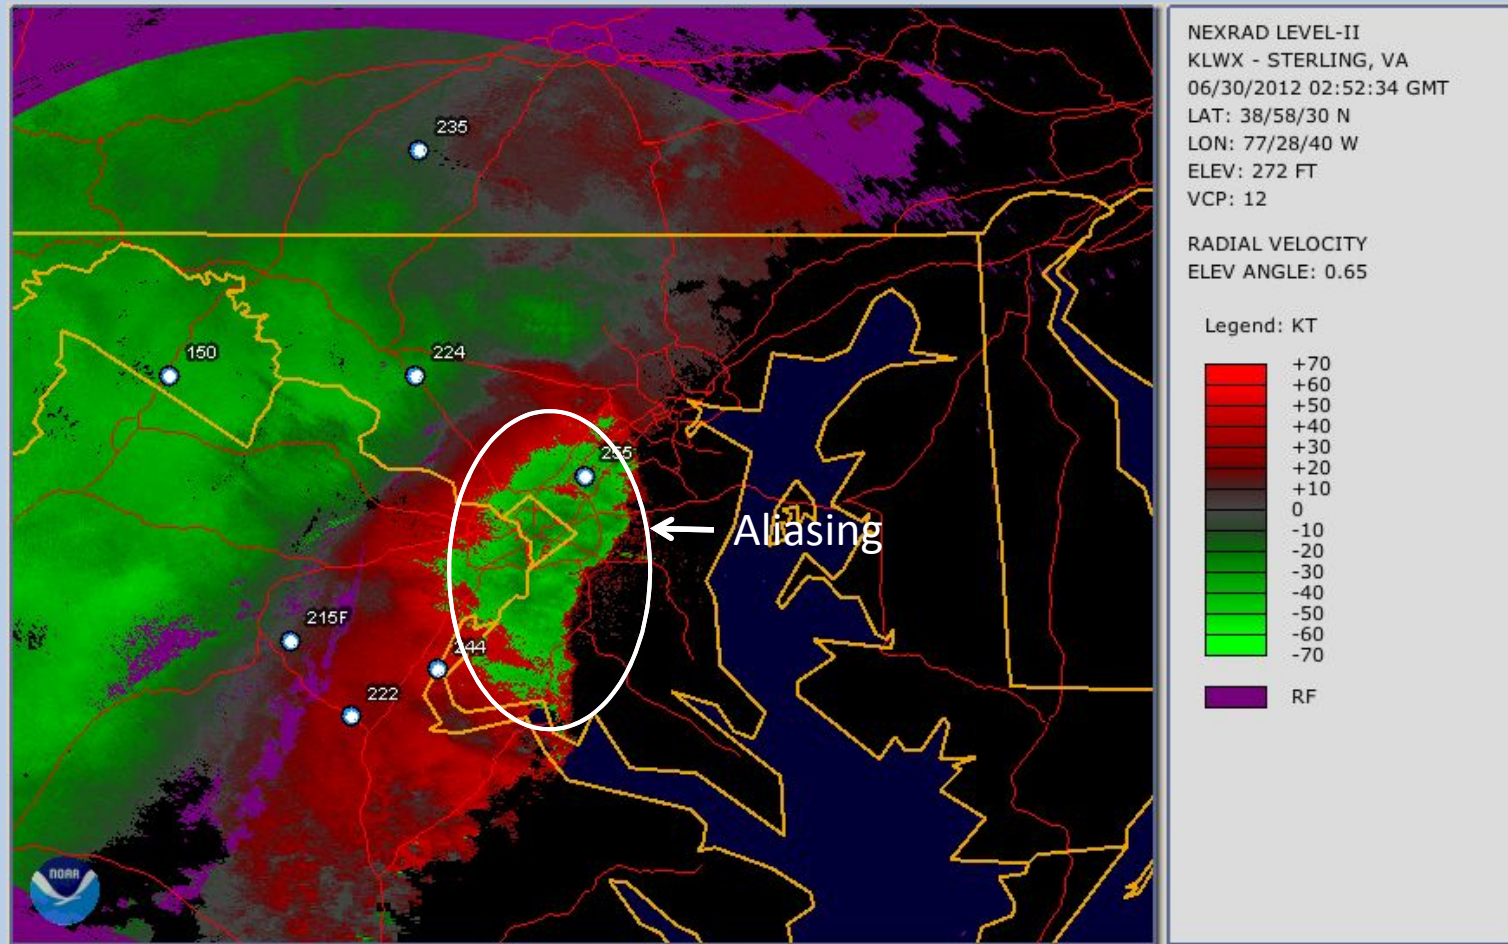 235
150
224
255
Aliasing
215F
244
222
NOAA
NEXRAD LEVEL-II
KLWX - STERLING, VA
06/30/2012 02:52:34 GMT
LAT: 38/58/30 N
LON: 77/28/40 W
ELEV: 272 FT
VCP: 12
RADIAL VELOCITY
ELEV ANGLE: 0.65
Legend: KT
+70
+60
+50
+40
+30
+20
+10
0
-10
-20
-30
-40
-50
-60
-70
RF